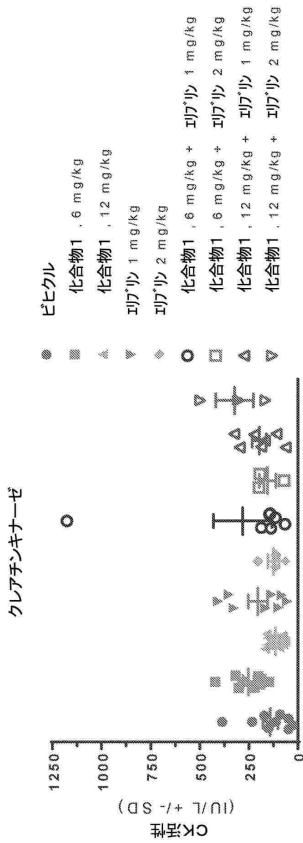 クレアチンキナーゼ
CK活性
(IU/L +/- SD)
1250
1000
750
500
250
0
ビヒクル
化合物1 , 6 mg/kg
化合物1 , 12 mg/kg
エリブリン 1 mg/kg
エリブリン 2 mg/kg
化合物1 , 6 mg/kg + エリブリン 1 mg/kg
化合物1 , 6 mg/kg + エリブリン 2 mg/kg
化合物1 , 12 mg/kg + エリブリン 1 mg/kg
化合物1 , 12 mg/kg + エリブリン 2 mg/kg